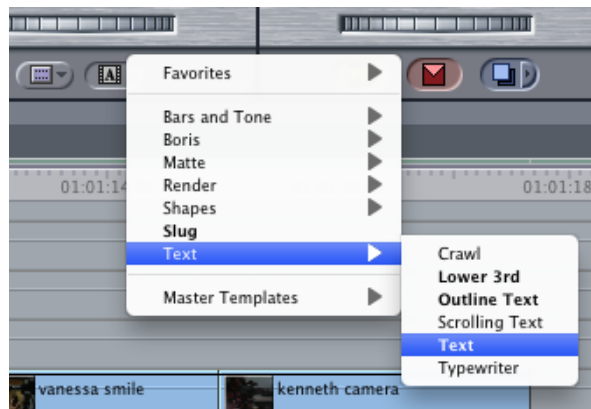 A
Favorites
Bars and Tone
Boris
Matte
Render
Shapes
Slug
Text
Master Templates
01:01:14
01:01:18
Crawl
Lower 3rd
Outline Text
Scrolling Text
Text
Typewriter
vanessa smile
kenneth camera